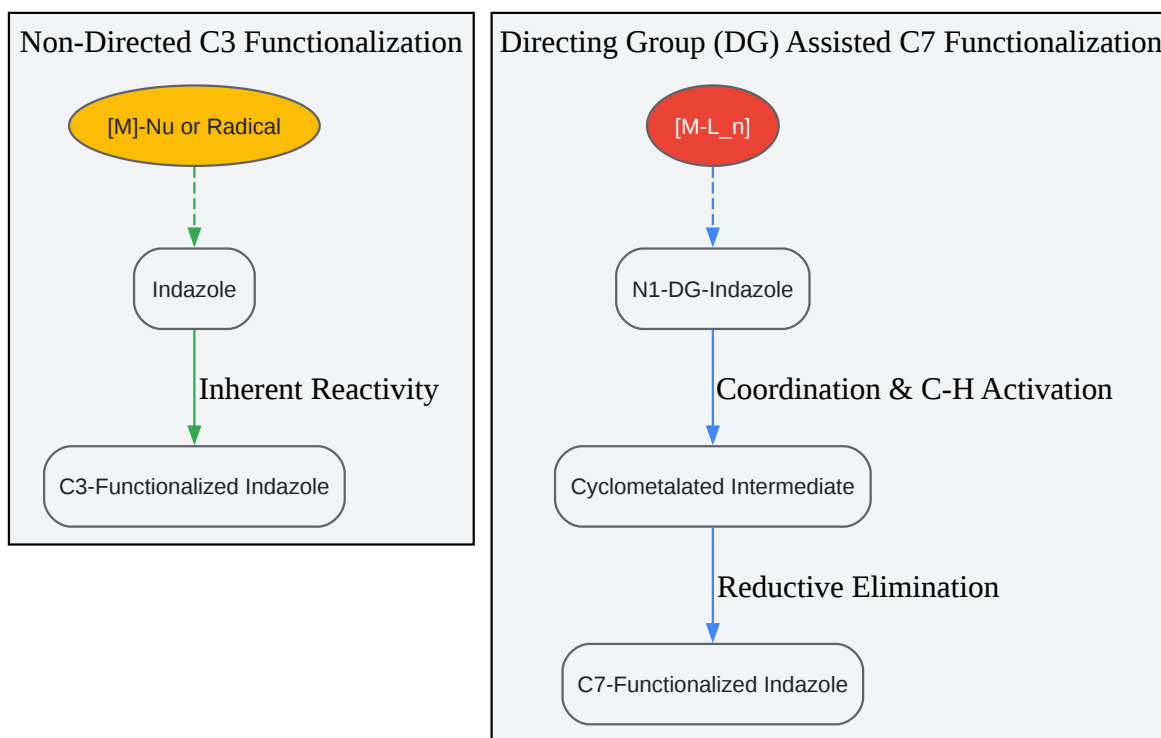 Non-Directed C3 Functionalization
[M]-Nu or Radical
Indazole
Inherent Reactivity
C3-Functionalized Indazole
Directing Group (DG) Assisted C7 Functionalization
[M-L_n]
N1-DG-Indazole
Coordination & C-H Activation
Cyclometalated Intermediate
Reductive Elimination
C7-Functionalized Indazole